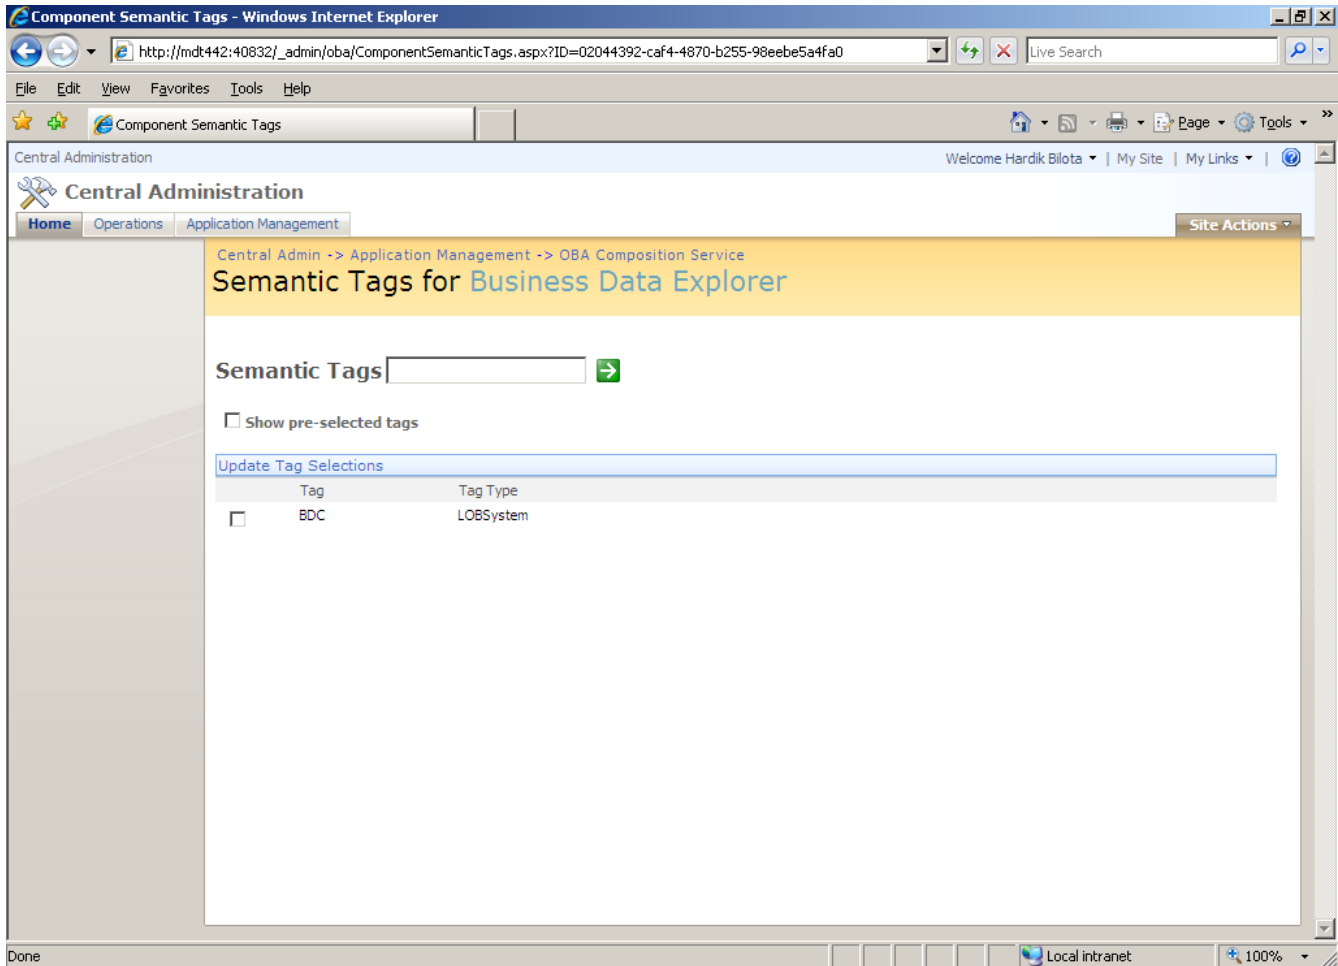 Component Semantic Tags - Windows Internet Explorer
http://mdt442:40832/_admin/oba/ComponentSemanticTags.aspx?ID=02044392-caf4-4870-b255-98eebe5a4fa0
Live Search
File Edit View Favorites Tools Help
Component Semantic Tags
Page Tools »
Central Administration
Welcome Hardik Bilota | My Site | My Links |
Central Administration
Home Operations Application Management
Site Actions
Central Admin -> Application Management -> OBA Composition Service
Semantic Tags for Business Data Explorer
Semantic Tags
Show pre-selected tags
Update Tag Selections
Tag Tag Type
BDC LOBSystem
Done
Local intranet
100%